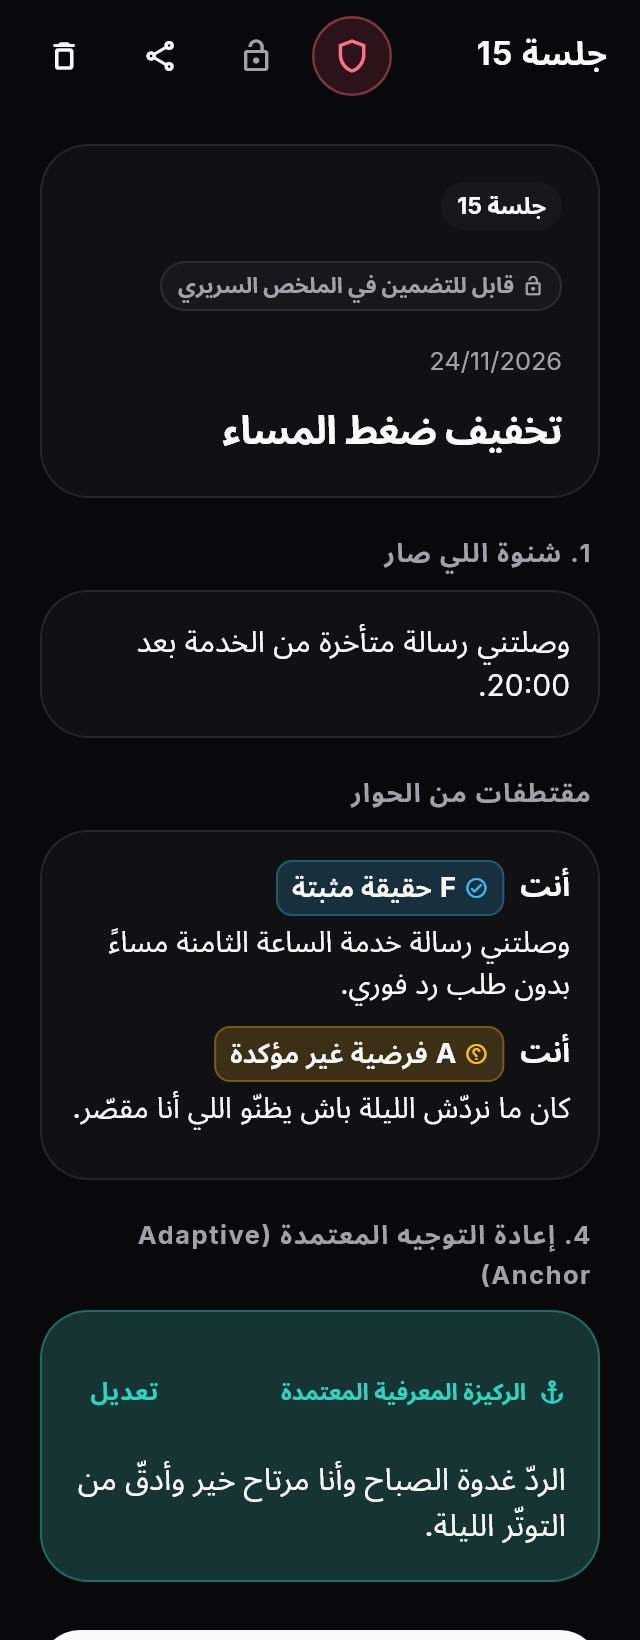 جلسة 15
جلسة 15
قابل للتضمين في الملخص السريري
24/11/2026
تخفيف ضغط المساء
1. شنوة اللي صار
وصلتني رسالة متأخرة من الخدمة بعد
20:00.
مقتطفات من الحوار
أنت F حقيقة مثبتة
وصلتني رسالة خدمة الساعة الثامنة مساءً
بدون طلب رد فوري.
أنت A فرضية غير مؤكدة
كان ما نردّش الليلة باش يظنّو اللي أنا مقصّر.
4. إعادة التوجيه المعتمدة (Adaptive
Anchor)
الركيزة المعرفية المعتمدة تعديل
الردّ غدوة الصباح وأنا مرتاح خير وأدقّ من
التوتّر الليلة.